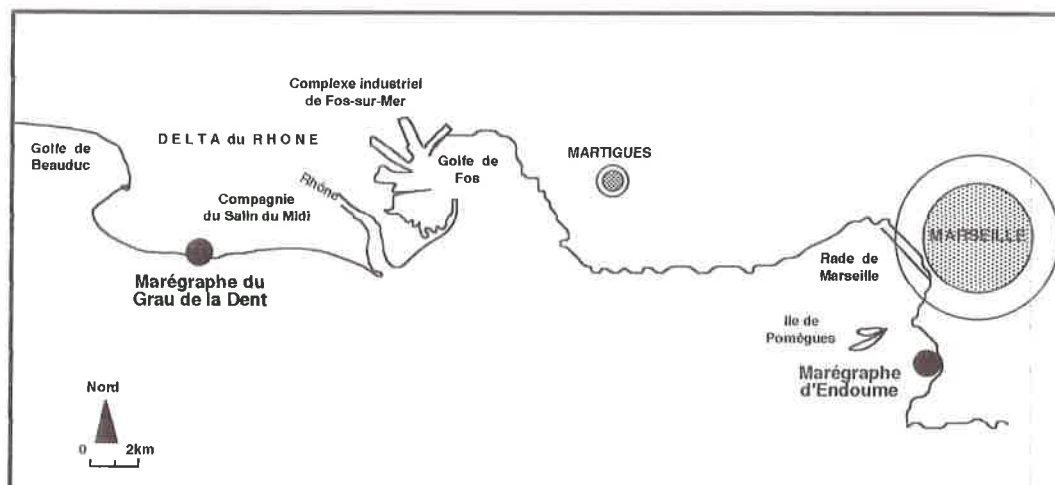 Complexe industriel
de Fos-sur-Mer
DELTA du RHONE
Golfe de
Beauduc
Golfe de
Fos
MARTIGUES
Rhône
Compagnie
du Salin du Midi
MARSEILLE
Rade de
Marseille
Marégraphe du
Grau de la Dent
Ile de
Pomègues
Marégraphe
d'Endoume
Nord
0 2km